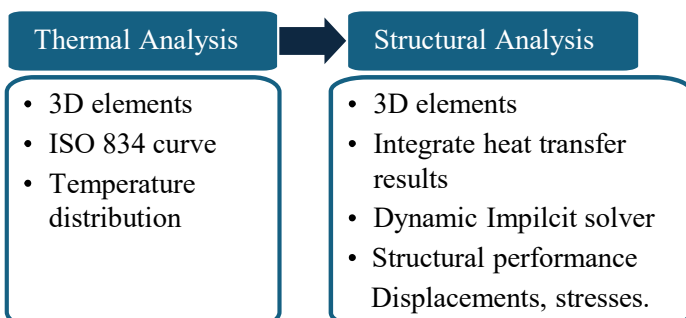 Thermal Analysis
• 3D elements
• ISO 834 curve
• Temperature
distribution
Structural Analysis
• 3D elements
• Integrate heat transfer
results
• Dynamic Impilcit solver
• Structural performance
Displacements, stresses.